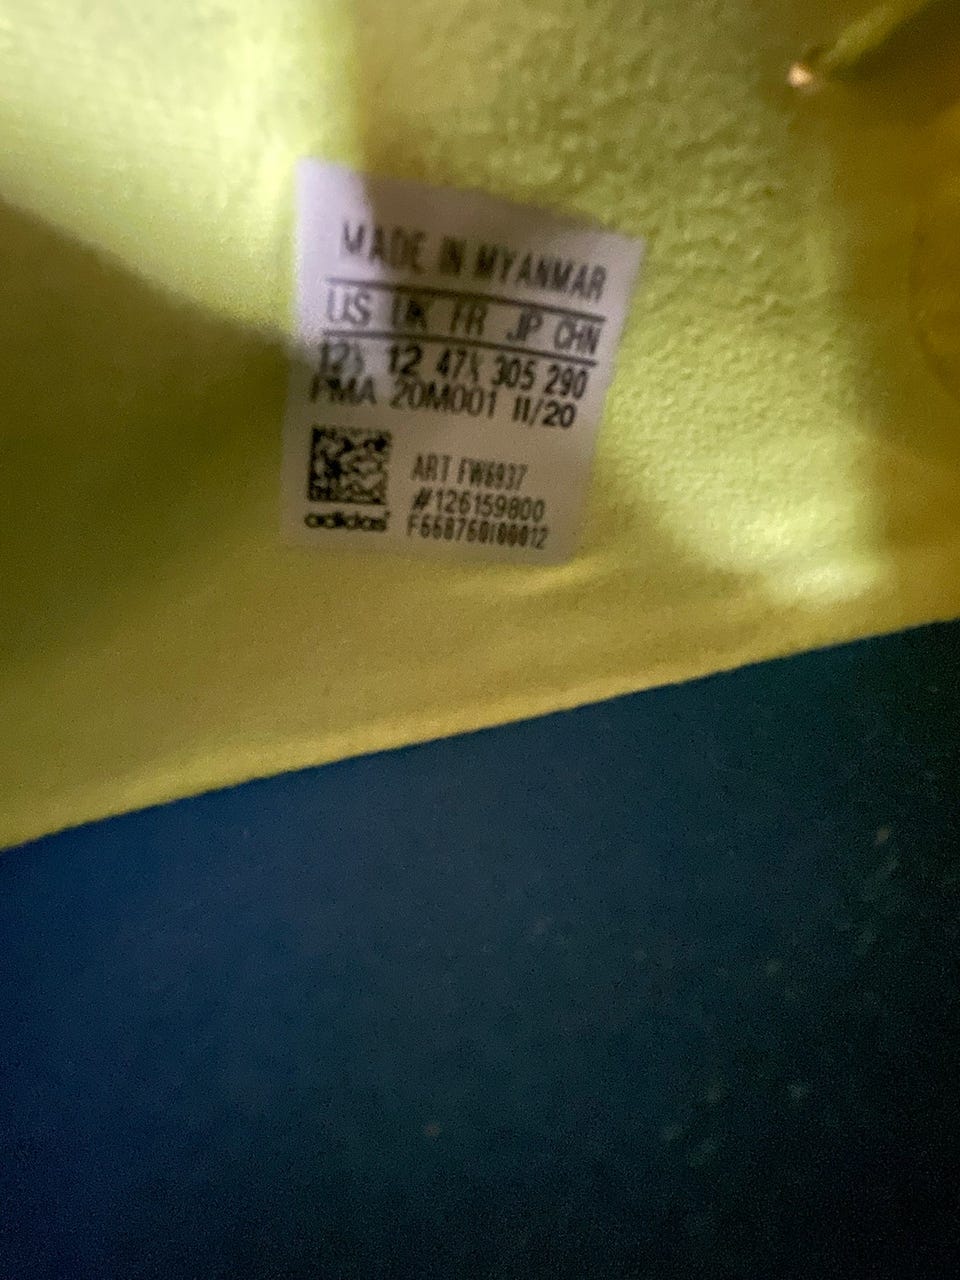 MADE IN MYANMAR
US UK FR JP CHN
12½ 12 47⅓ 305 290
PMA 20M001 11/20
ART FW6937
#126159800
adidas